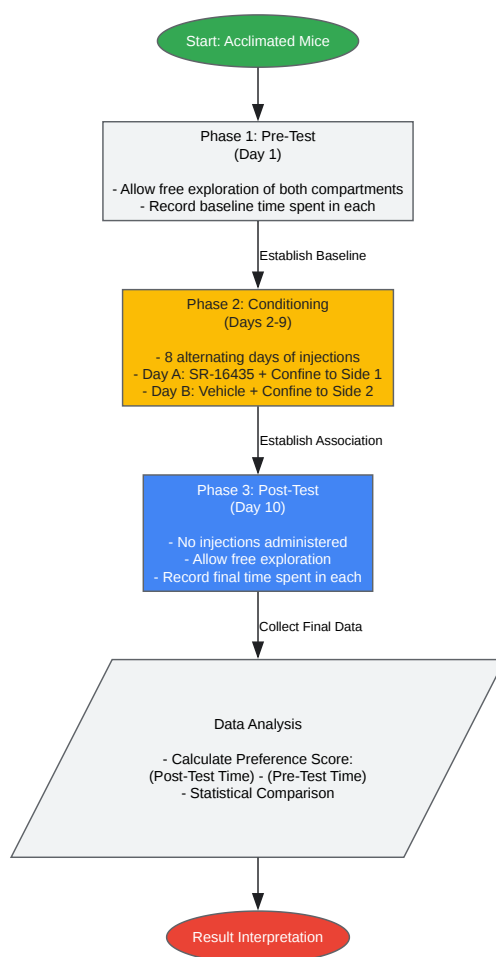 Start: Acclimated Mice
Phase 1: Pre-Test
(Day 1)
- Allow free exploration of both compartments
- Record baseline time spent in each
Establish Baseline
Phase 2: Conditioning
(Days 2-9)
- 8 alternating days of injections
- Day A: SR-16435 + Confine to Side 1
- Day B: Vehicle + Confine to Side 2
Establish Association
Phase 3: Post-Test
(Day 10)
- No injections administered
- Allow free exploration
- Record final time spent in each
Collect Final Data
Data Analysis
- Calculate Preference Score:
(Post-Test Time) - (Pre-Test Time)
- Statistical Comparison
Result Interpretation